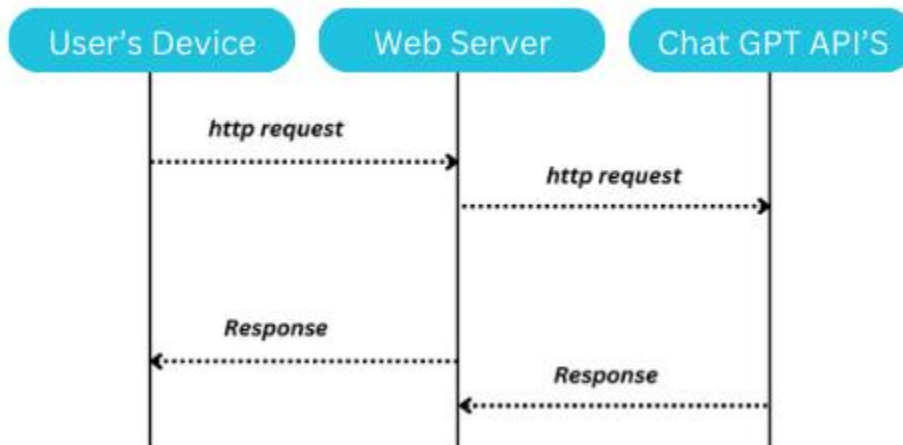 User's Device
Web Server
Chat GPT API'S
http request
http request
Response
Response